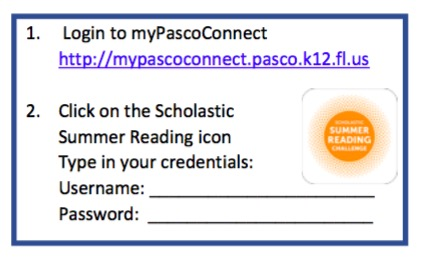 1. Login to myPascoConnect
http://mypascoconnect.pasco.k12.fl.us
2. Click on the Scholastic
Summer Reading icon
Type in your credentials:
Username: ______________________
Password: ______________________
SCHOLASTIC
SUMMER
READING
CHALLENGE